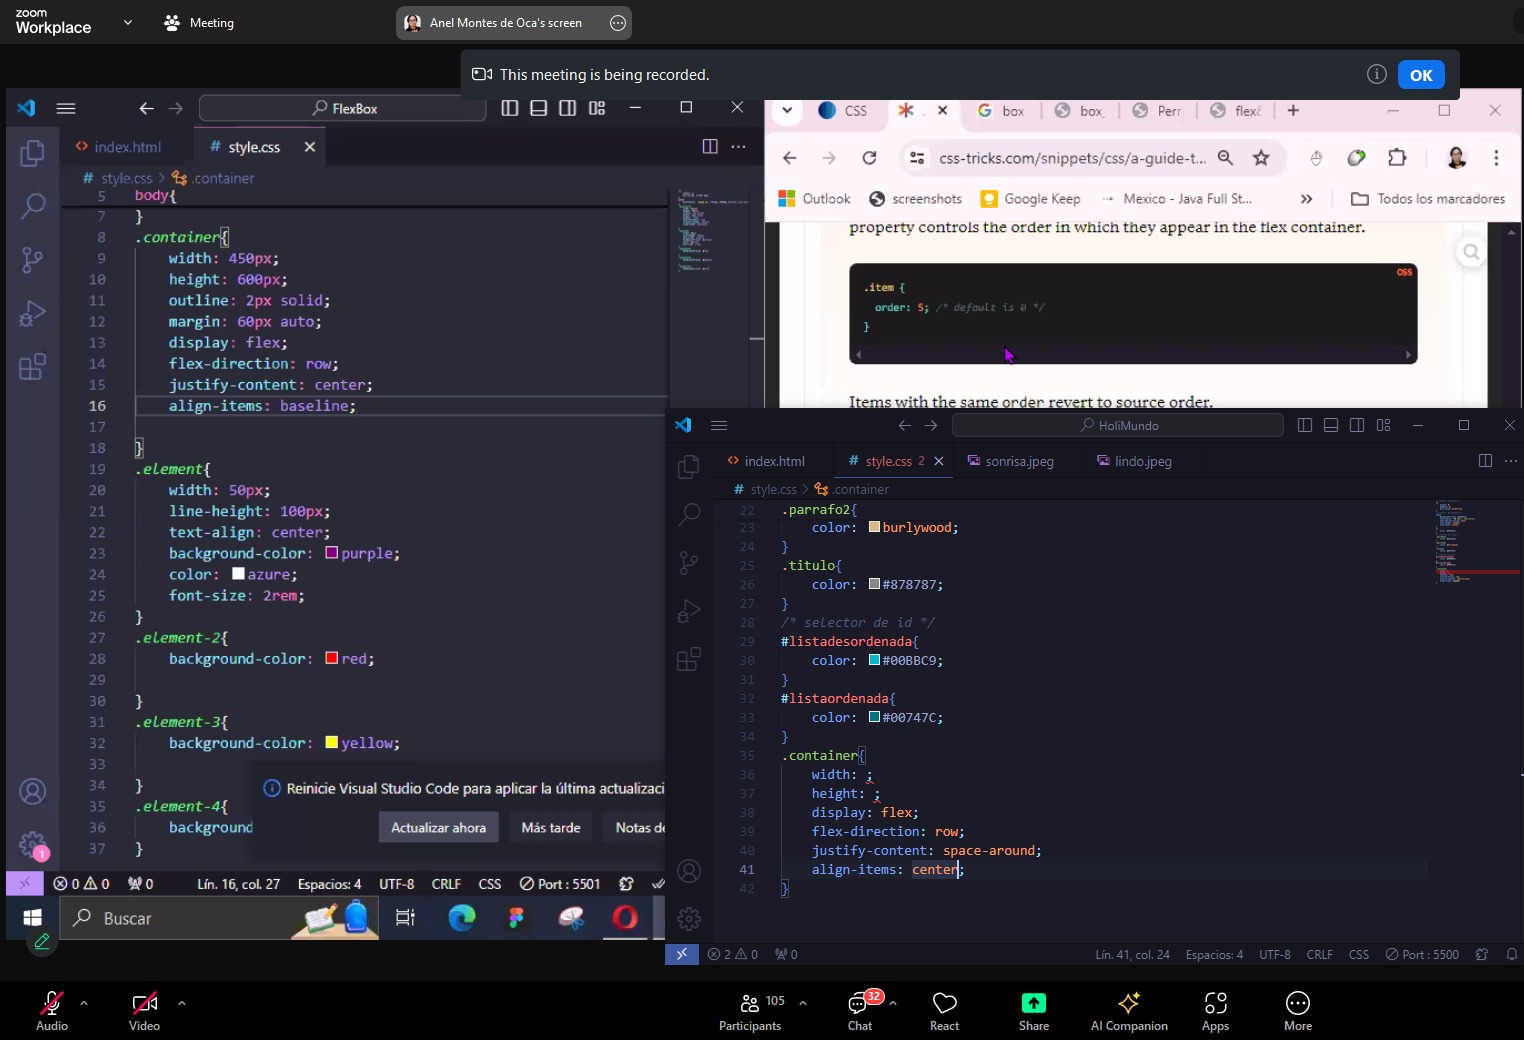 zoom
Workplace
Meeting
Anel Montes de Oca's screen
This meeting is being recorded.
OK
FlexBox
index.html
# style.css
# style.css > .container
5 body{
7 }
8 .container{
9 width: 450px;
10 height: 600px;
11 outline: 2px solid;
12 margin: 60px auto;
13 display: flex;
14 flex-direction: row;
15 justify-content: center;
16 align-items: baseline;
17
18 }
19 .element{
20 width: 50px;
21 line-height: 100px;
22 text-align: center;
23 background-color: purple;
24 color: azure;
25 font-size: 2rem;
26 }
27 .element-2{
28 background-color: red;
29
30 }
31 .element-3{
32 background-color: yellow;
33
34 }
35 .element-4{
36 background
37 }
Reinicie Visual Studio Code para aplicar la última actualizaci
Actualizar ahora
Más tarde
Notas de
1
0 0 0 Lín. 16, col. 27 Espacios: 4 UTF-8 CRLF CSS Port : 5501
Buscar
CSS
box
box_
Perr
css-tricks.com/snippets/css/a-guide-t...
Outlook
screenshots
Google Keep
Mexico - Java Full St...
»
Todos los marcadores
property controls the order in which they appear in the flex container.
CSS
.item {
order: 5; /* default is 0 */
}
Items with the same order revert to source order.
HoliMundo
index.html
# style.css 2
sonrisa.jpeg
lindo.jpeg
# style.css > .container
22 .parrafo2{
23 color: burlywood;
24 }
25 .titulo{
26 color: #878787;
27 }
28 /* selector de id */
29 #listadesordenada{
30 color: #00BBC9;
31 }
32 #listaordenada{
33 color: #00747C;
34 }
35 .container{
36 width: ;
37 height: ;
38 display: flex;
39 flex-direction: row;
40 justify-content: space-around;
41 align-items: center;
42 }
2 0 0 Lín. 41, col. 24 Espacios: 4 UTF-8 CRLF CSS Port : 5500
Audio
Video
105
Participants
32
Chat
React
Share
AI Companion
Apps
More